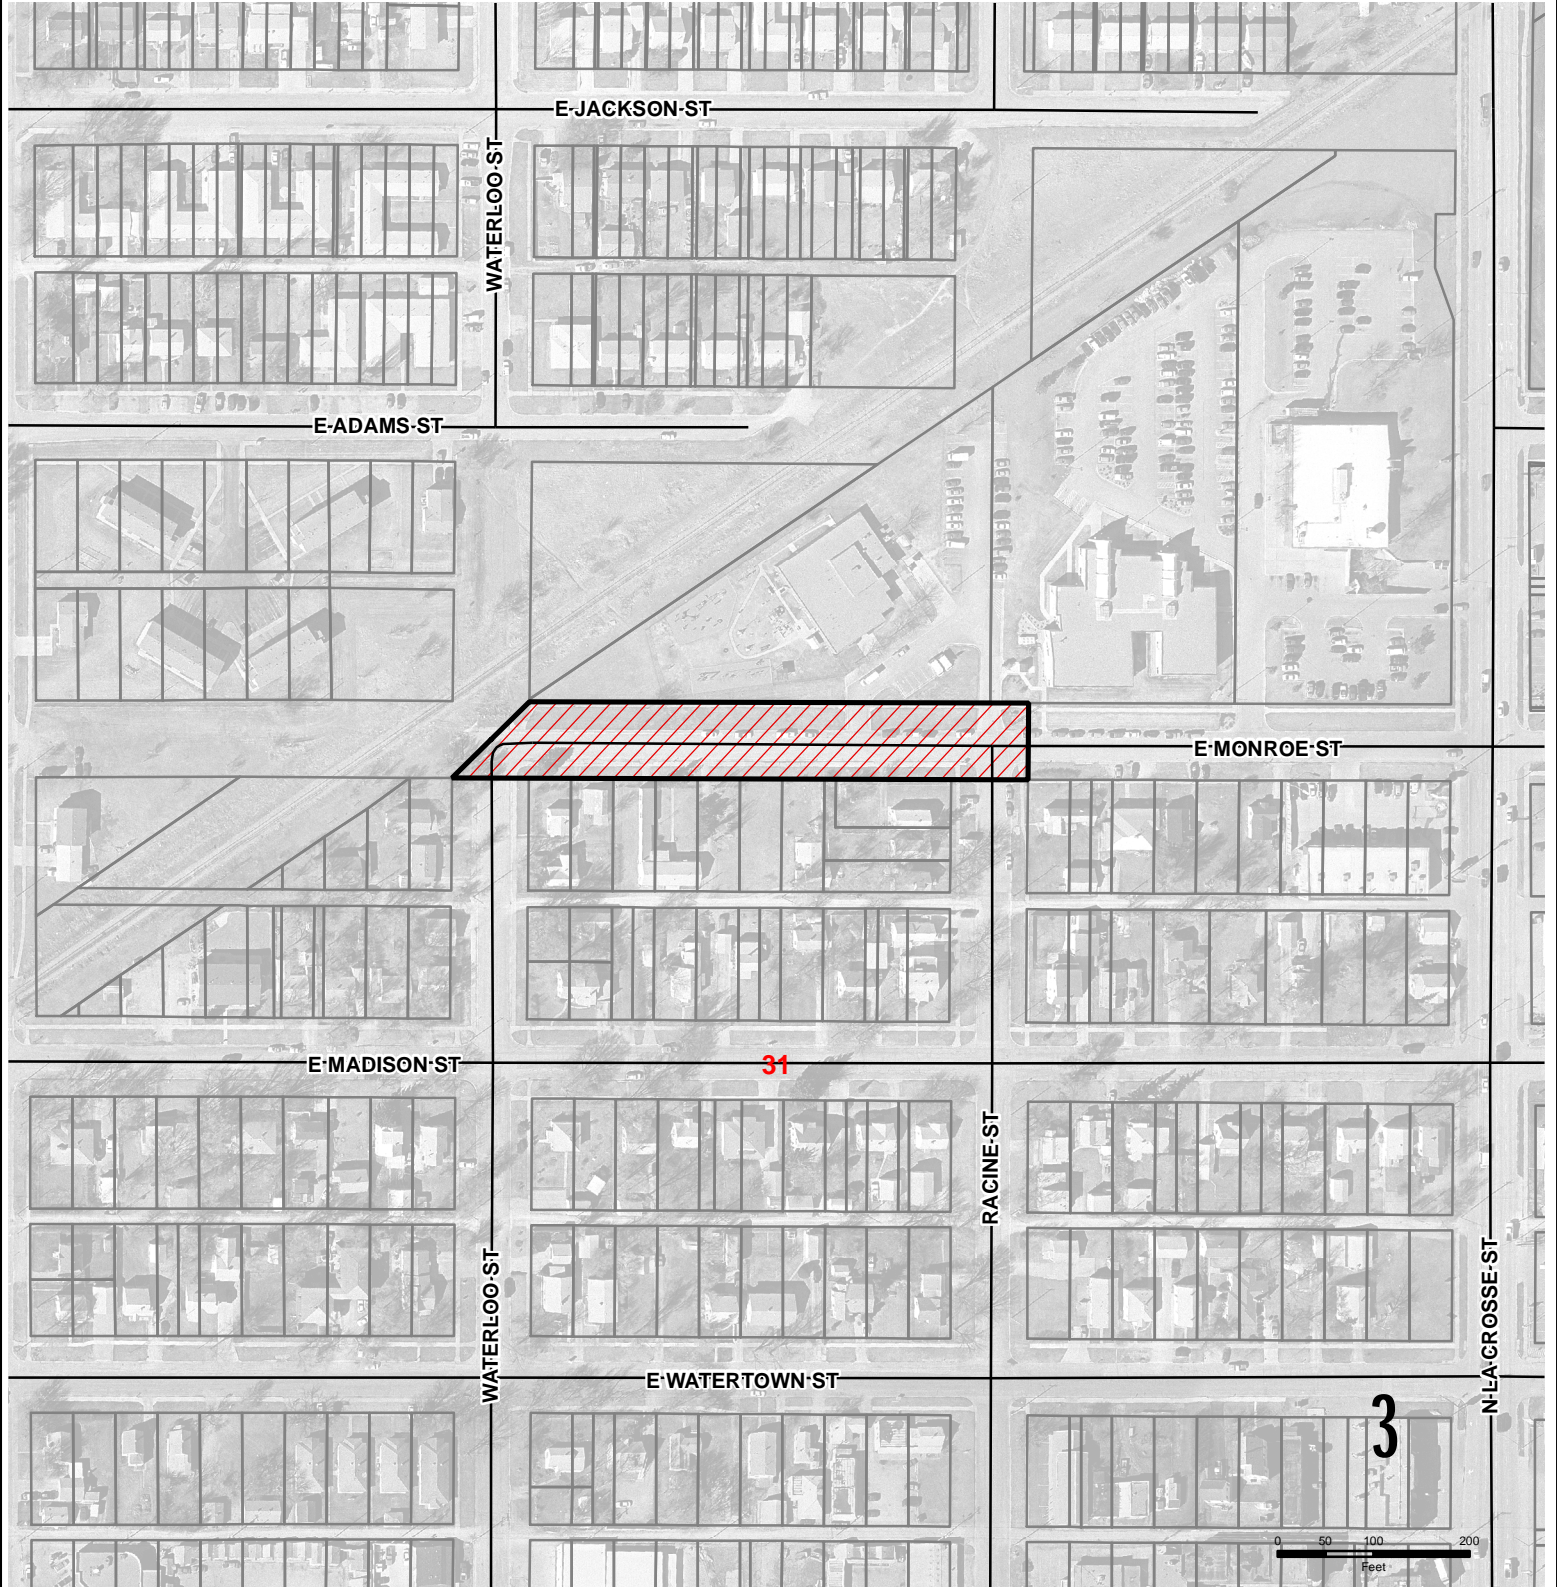 E JACKSON ST
WATERLOO ST
E ADAMS ST
E MONROE ST
E MADISON ST
31
RACINE ST
WATERLOO ST
N LA CROSSE ST
E WATERTOWN ST
3
0 50 100 200
Feet